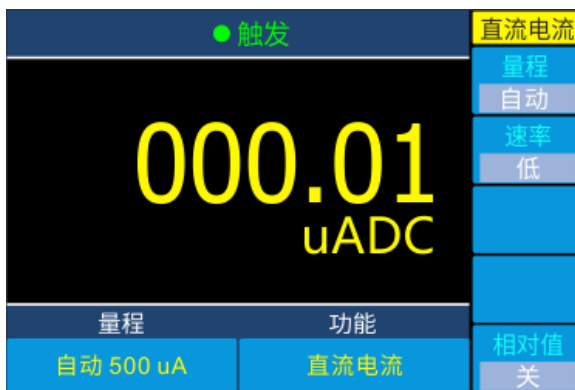 触发
000.01
uADC
量程
功能
自动 500 uA
直流电流
直流电流
量程
自动
速率
低
相对值
关